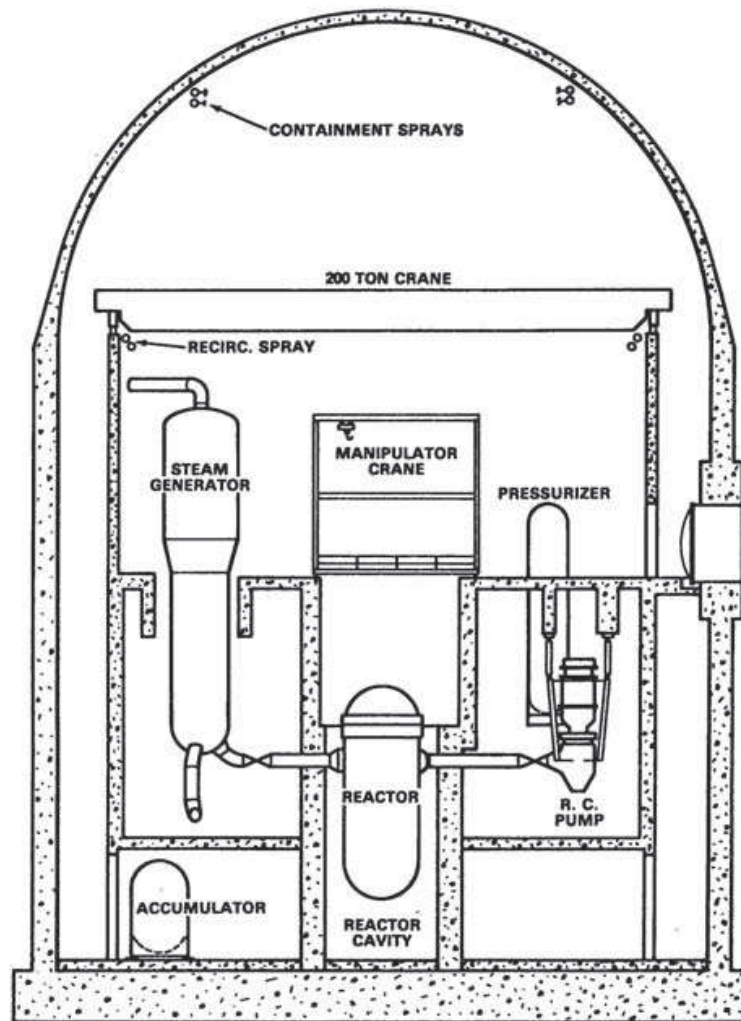 CONTAINMENT SPRAYS
200 TON CRANE
RECIRC. SPRAY
STEAM
GENERATOR
MANIPULATOR
CRANE
PRESSURIZER
REACTOR
R. C.
PUMP
ACCUMULATOR
REACTOR
CAVITY